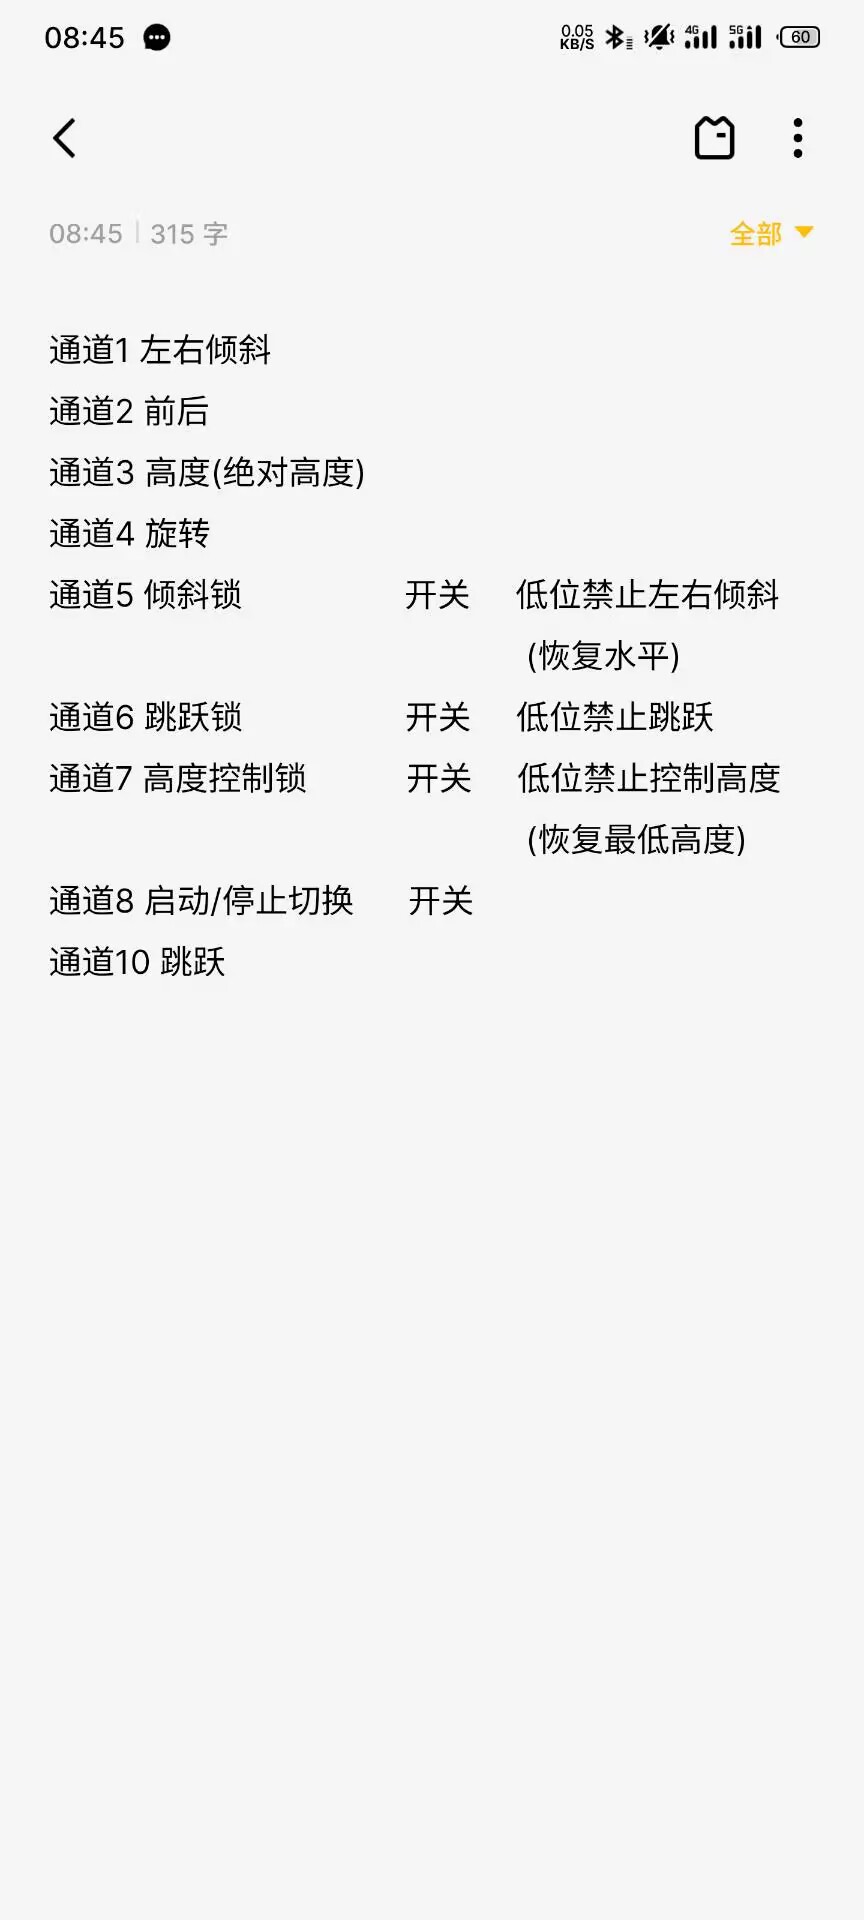 08:45
0.05 KB/S 4G 5G 60
08:45 | 315 字 全部
通道1 左右倾斜
通道2 前后
通道3 高度(绝对高度)
通道4 旋转
通道5 倾斜锁 开关 低位禁止左右倾斜
(恢复水平)
通道6 跳跃锁 开关 低位禁止跳跃
通道7 高度控制锁 开关 低位禁止控制高度
(恢复最低高度)
通道8 启动/停止切换 开关
通道10 跳跃